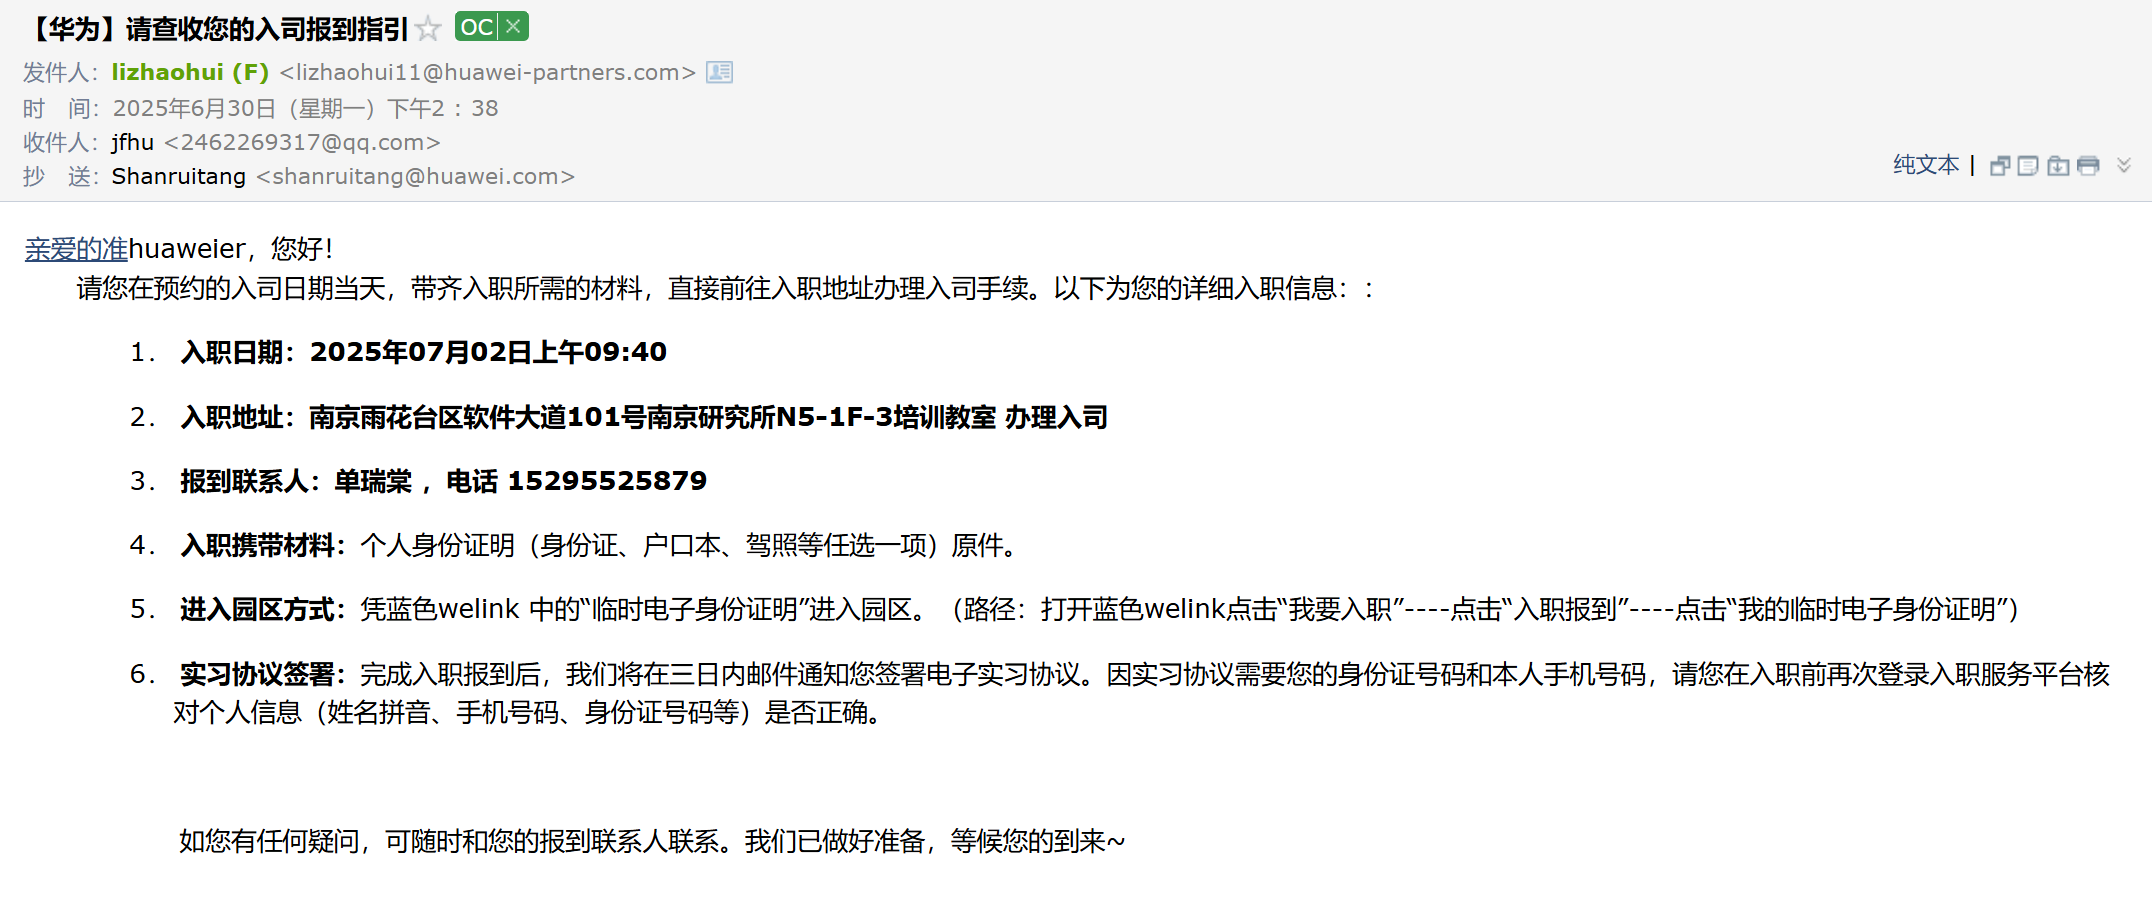 【华为】请查收您的入司报到指引 OC
发件人：lizhaohui (F) <lizhaohui11@huawei-partners.com>
时 间：2025年6月30日（星期一）下午2：38
收件人：jfhu <2462269317@qq.com>
抄 送：Shanruitang <shanruitang@huawei.com>
纯文本 |
亲爱的准huaweier，您好！
请您在预约的入司日期当天，带齐入职所需的材料，直接前往入职地址办理入司手续。以下为您的详细入职信息：:
1. 入职日期：2025年07月02日上午09:40
2. 入职地址：南京雨花台区软件大道101号南京研究所N5-1F-3培训教室 办理入司
3. 报到联系人：单瑞棠 ，电话 15295525879
4. 入职携带材料：个人身份证明（身份证、户口本、驾照等任选一项）原件。
5. 进入园区方式：凭蓝色welink 中的“临时电子身份证明”进入园区。（路径：打开蓝色welink点击“我要入职”----点击“入职报到”----点击“我的临时电子身份证明”）
6. 实习协议签署：完成入职报到后，我们将在三日内邮件通知您签署电子实习协议。因实习协议需要您的身份证号码和本人手机号码，请您在入职前再次登录入职服务平台核
对个人信息（姓名拼音、手机号码、身份证号码等）是否正确。
如您有任何疑问，可随时和您的报到联系人联系。我们已做好准备，等候您的到来~